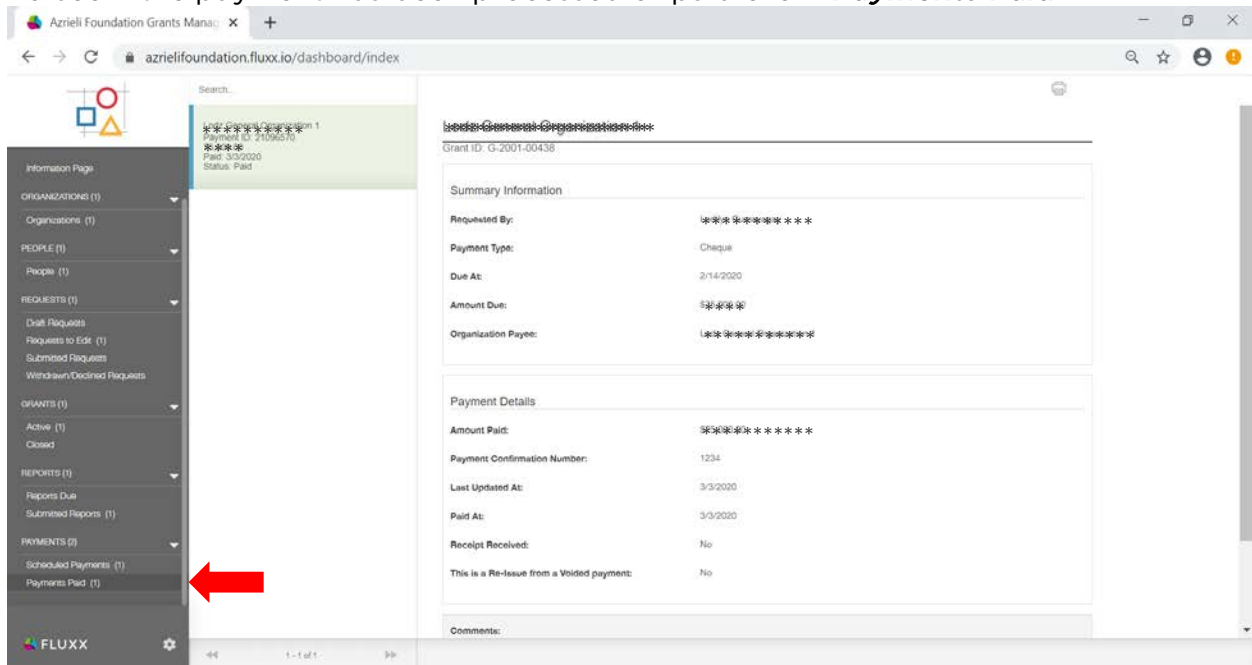 Azrieli Foundation Grants Manag
azrielifoundation.fluxx.io/dashboard/index
Search...
Information Page
ORGANIZATIONS (1)
Organizations (1)
PEOPLE (1)
People (1)
REQUESTS (1)
Draft Requests
Requests to Edit (1)
Submitted Requests
Withdrawn/Declined Requests
GRANTS (1)
Active (1)
Closed
REPORTS (1)
Reports Due
Submitted Reports (1)
PAYMENTS (2)
Scheduled Payments (1)
Payments Paid (1)
FLUXX
1
Payment ID: 21096570
Paid: 3/3/2020
Status: Paid
1 - 1 of 1
Grant ID: G-2001-00438
Summary Information
Requested By: **********
Payment Type: Cheque
Due At: 2/14/2020
Amount Due:
Organization Payee:
Payment Details
Amount Paid:
Payment Confirmation Number: 1234
Last Updated At: 3/3/2020
Paid At: 3/3/2020
Receipt Received: No
This is a Re-Issue from a Voided payment: No
Comments: